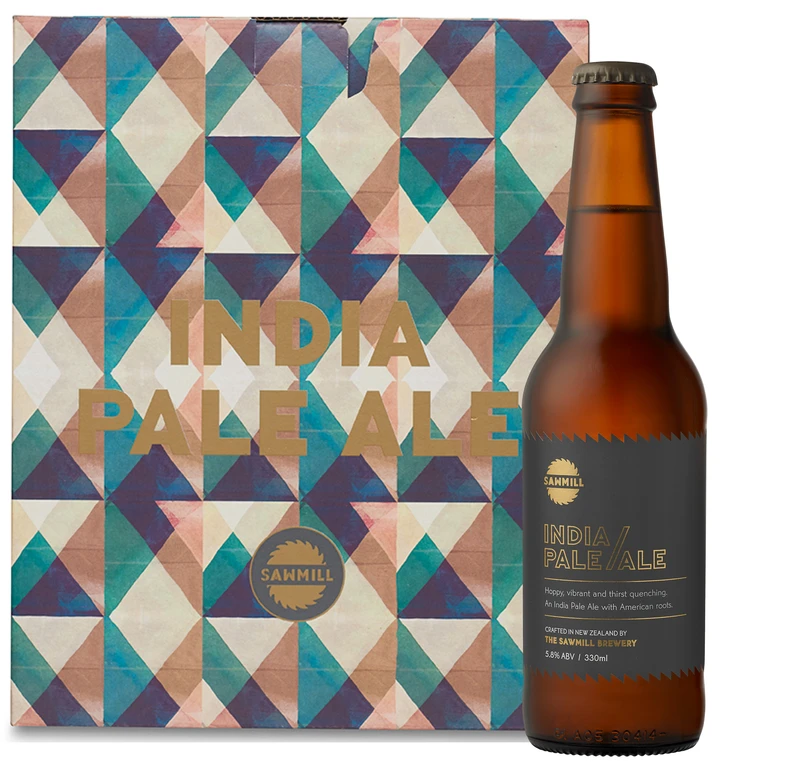 INDIA
PALE ALE
SAWMILL
SAWMILL
INDIA/
PALE/ALE
Hoppy, vibrant and thirst quenching.
An India Pale Ale with American roots.
CRAFTED IN NEW ZEALAND BY
THE SAWMILL BREWERY
5.8% ABV / 330ml